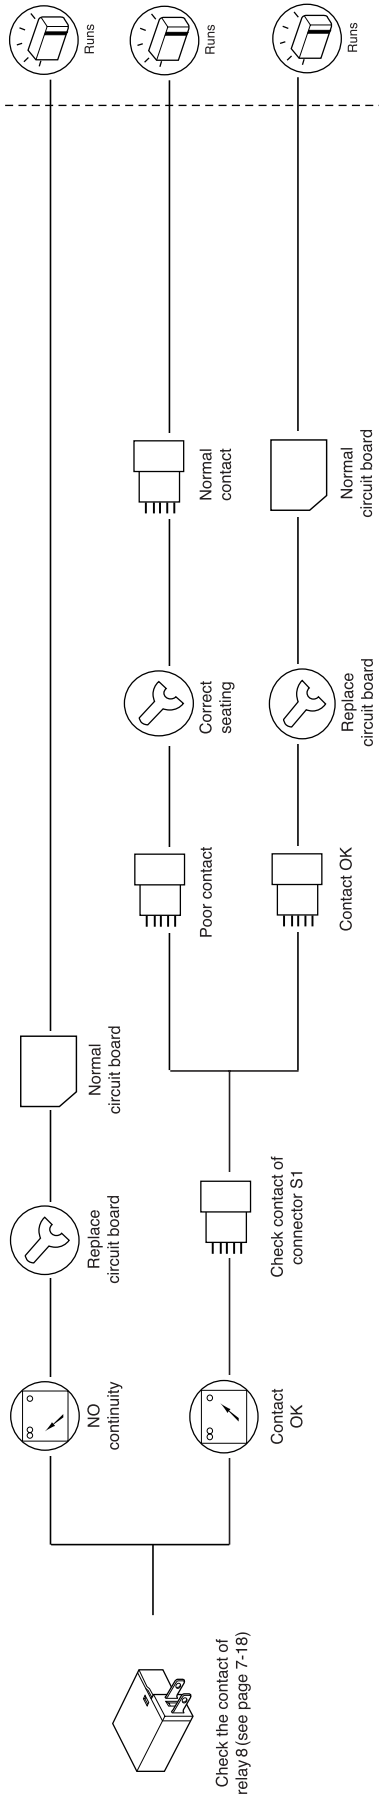 Check the contact of
relay 8 (see page 7-18)
NO
continuity
Replace
circuit board
Normal
circuit board
Runs
Contact
OK
Check contact of
connector S1
Poor contact
Correct
seating
Normal
contact
Runs
Contact OK
Replace
circuit board
Normal
circuit board
Runs